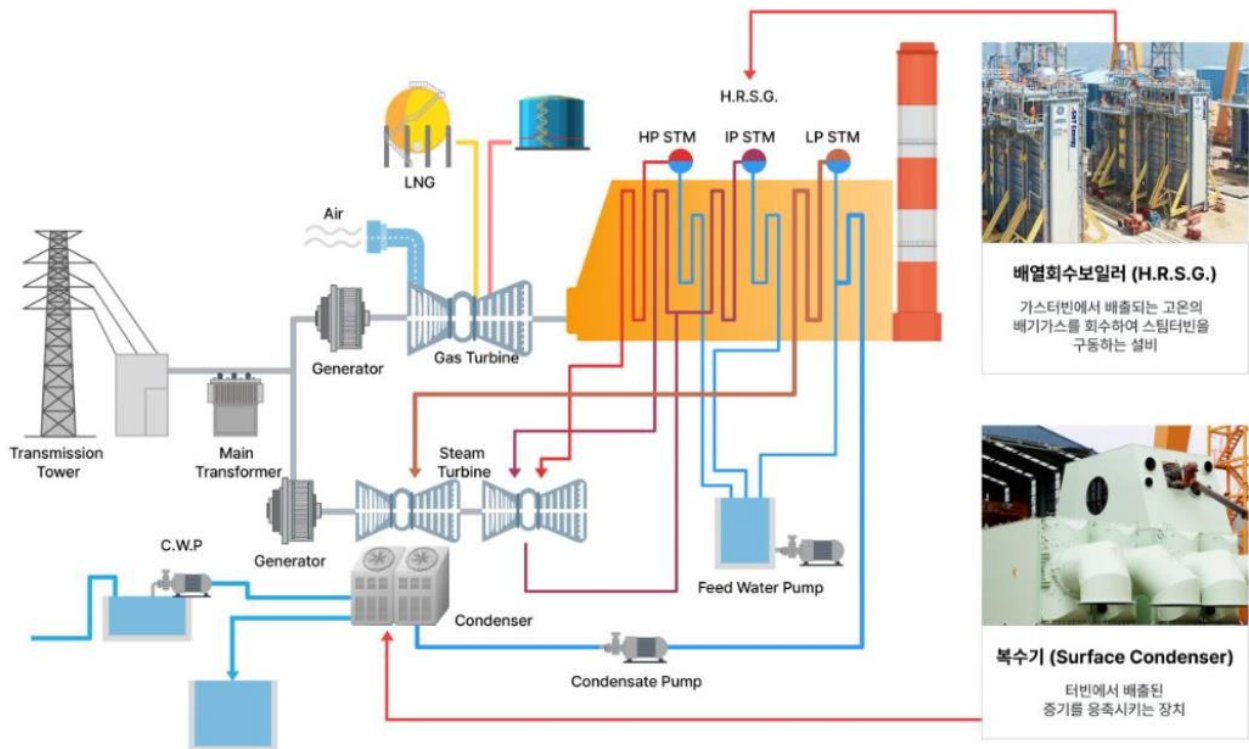 H.R.S.G.
HP STM
IP STM
LP STM
LNG
Air
Gas Turbine
Generator
Transmission
Tower
Main
Transformer
Steam
Turbine
Generator
C.W.P
Condenser
Feed Water Pump
Condensate Pump
배열회수보일러 (H.R.S.G.)
가스터빈에서 배출되는 고온의
배기가스를 회수하여 스팀터빈을
구동하는 설비
복수기 (Surface Condenser)
터빈에서 배출된
증기를 응축시키는 장치